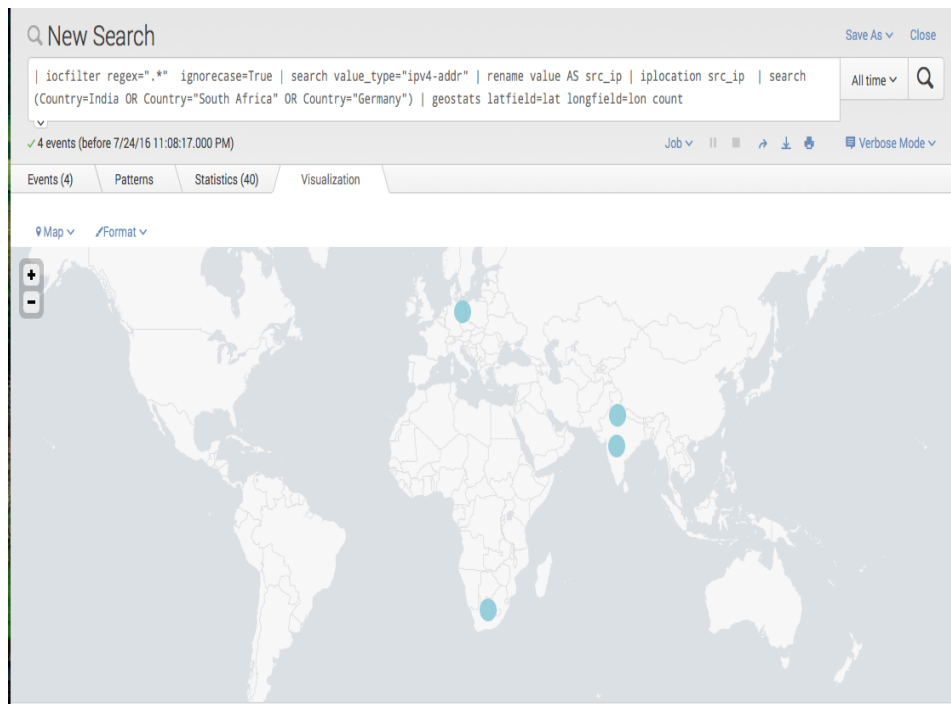 New Search
Save As Close
| iocfilter regex=".*" ignorecase=True | search value_type="ipv4-addr" | rename value AS src_ip | iplocation src_ip | search
(Country=India OR Country="South Africa" OR Country="Germany") | geostats latfield=lat longfield=lon count
All time
4 events (before 7/24/16 11:08:17.000 PM)
Job
Verbose Mode
Events (4) Patterns Statistics (40) Visualization
Map Format
+
-